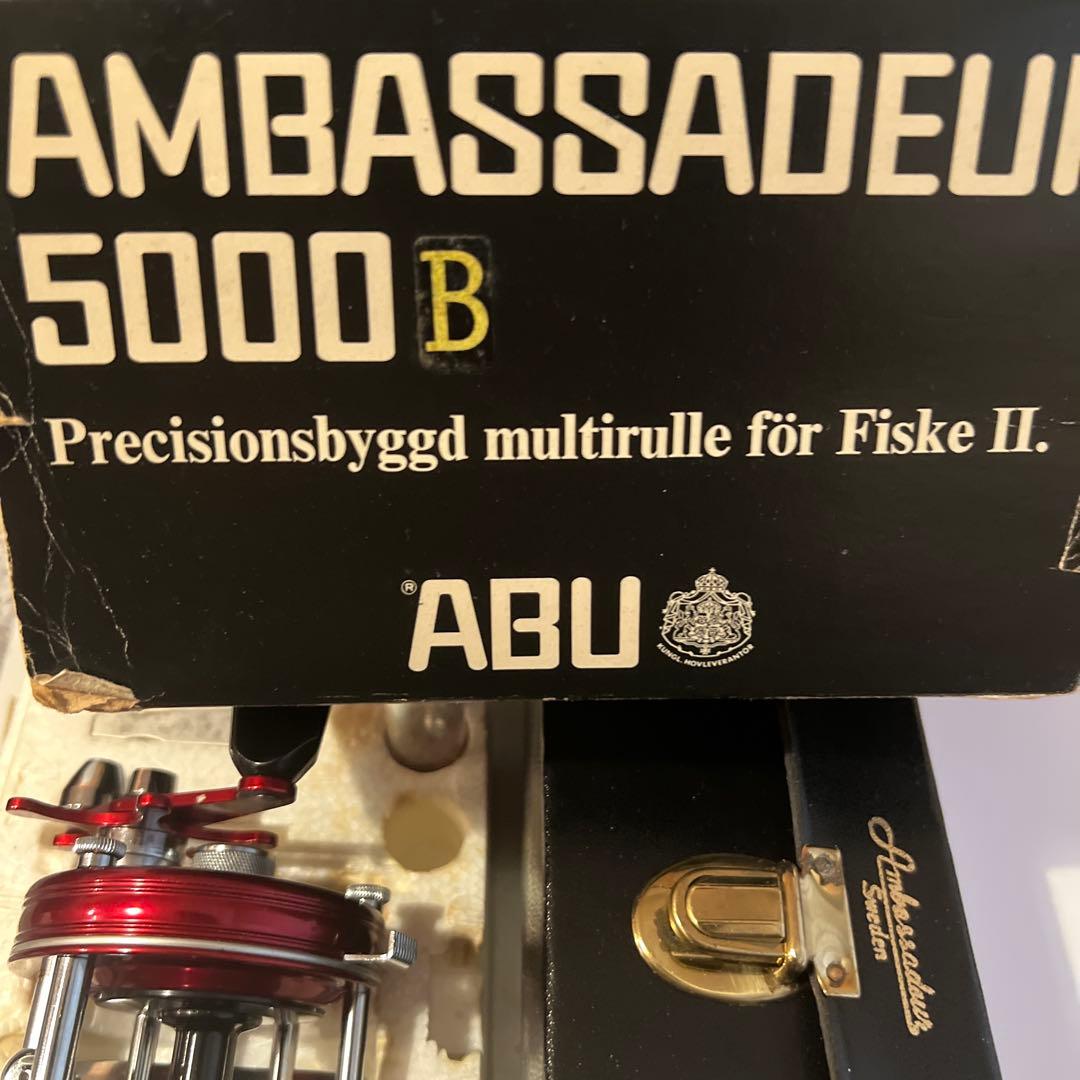 AMBASSADEUR
5000 B
Precisionsbyggd multirulle för Fiske II.
® ABU
KUNGL. HOVLEVERANTÖR
Ambassadeur
Sweden